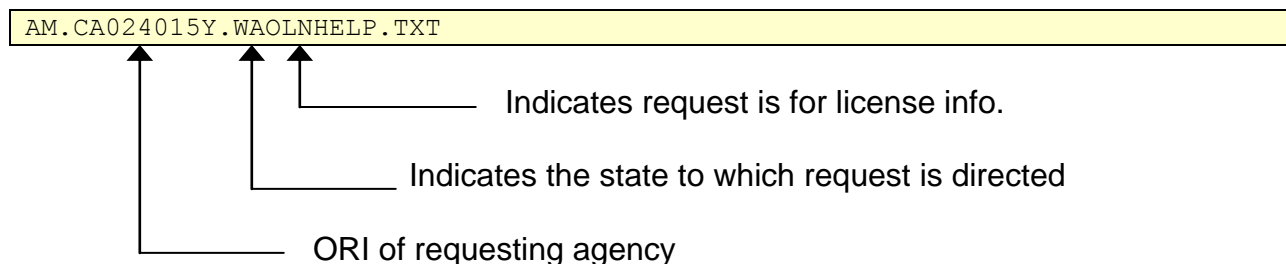 AM.CA024015Y.WAOLNHELP.TXT
Indicates request is for license info.
Indicates the state to which request is directed
ORI of requesting agency